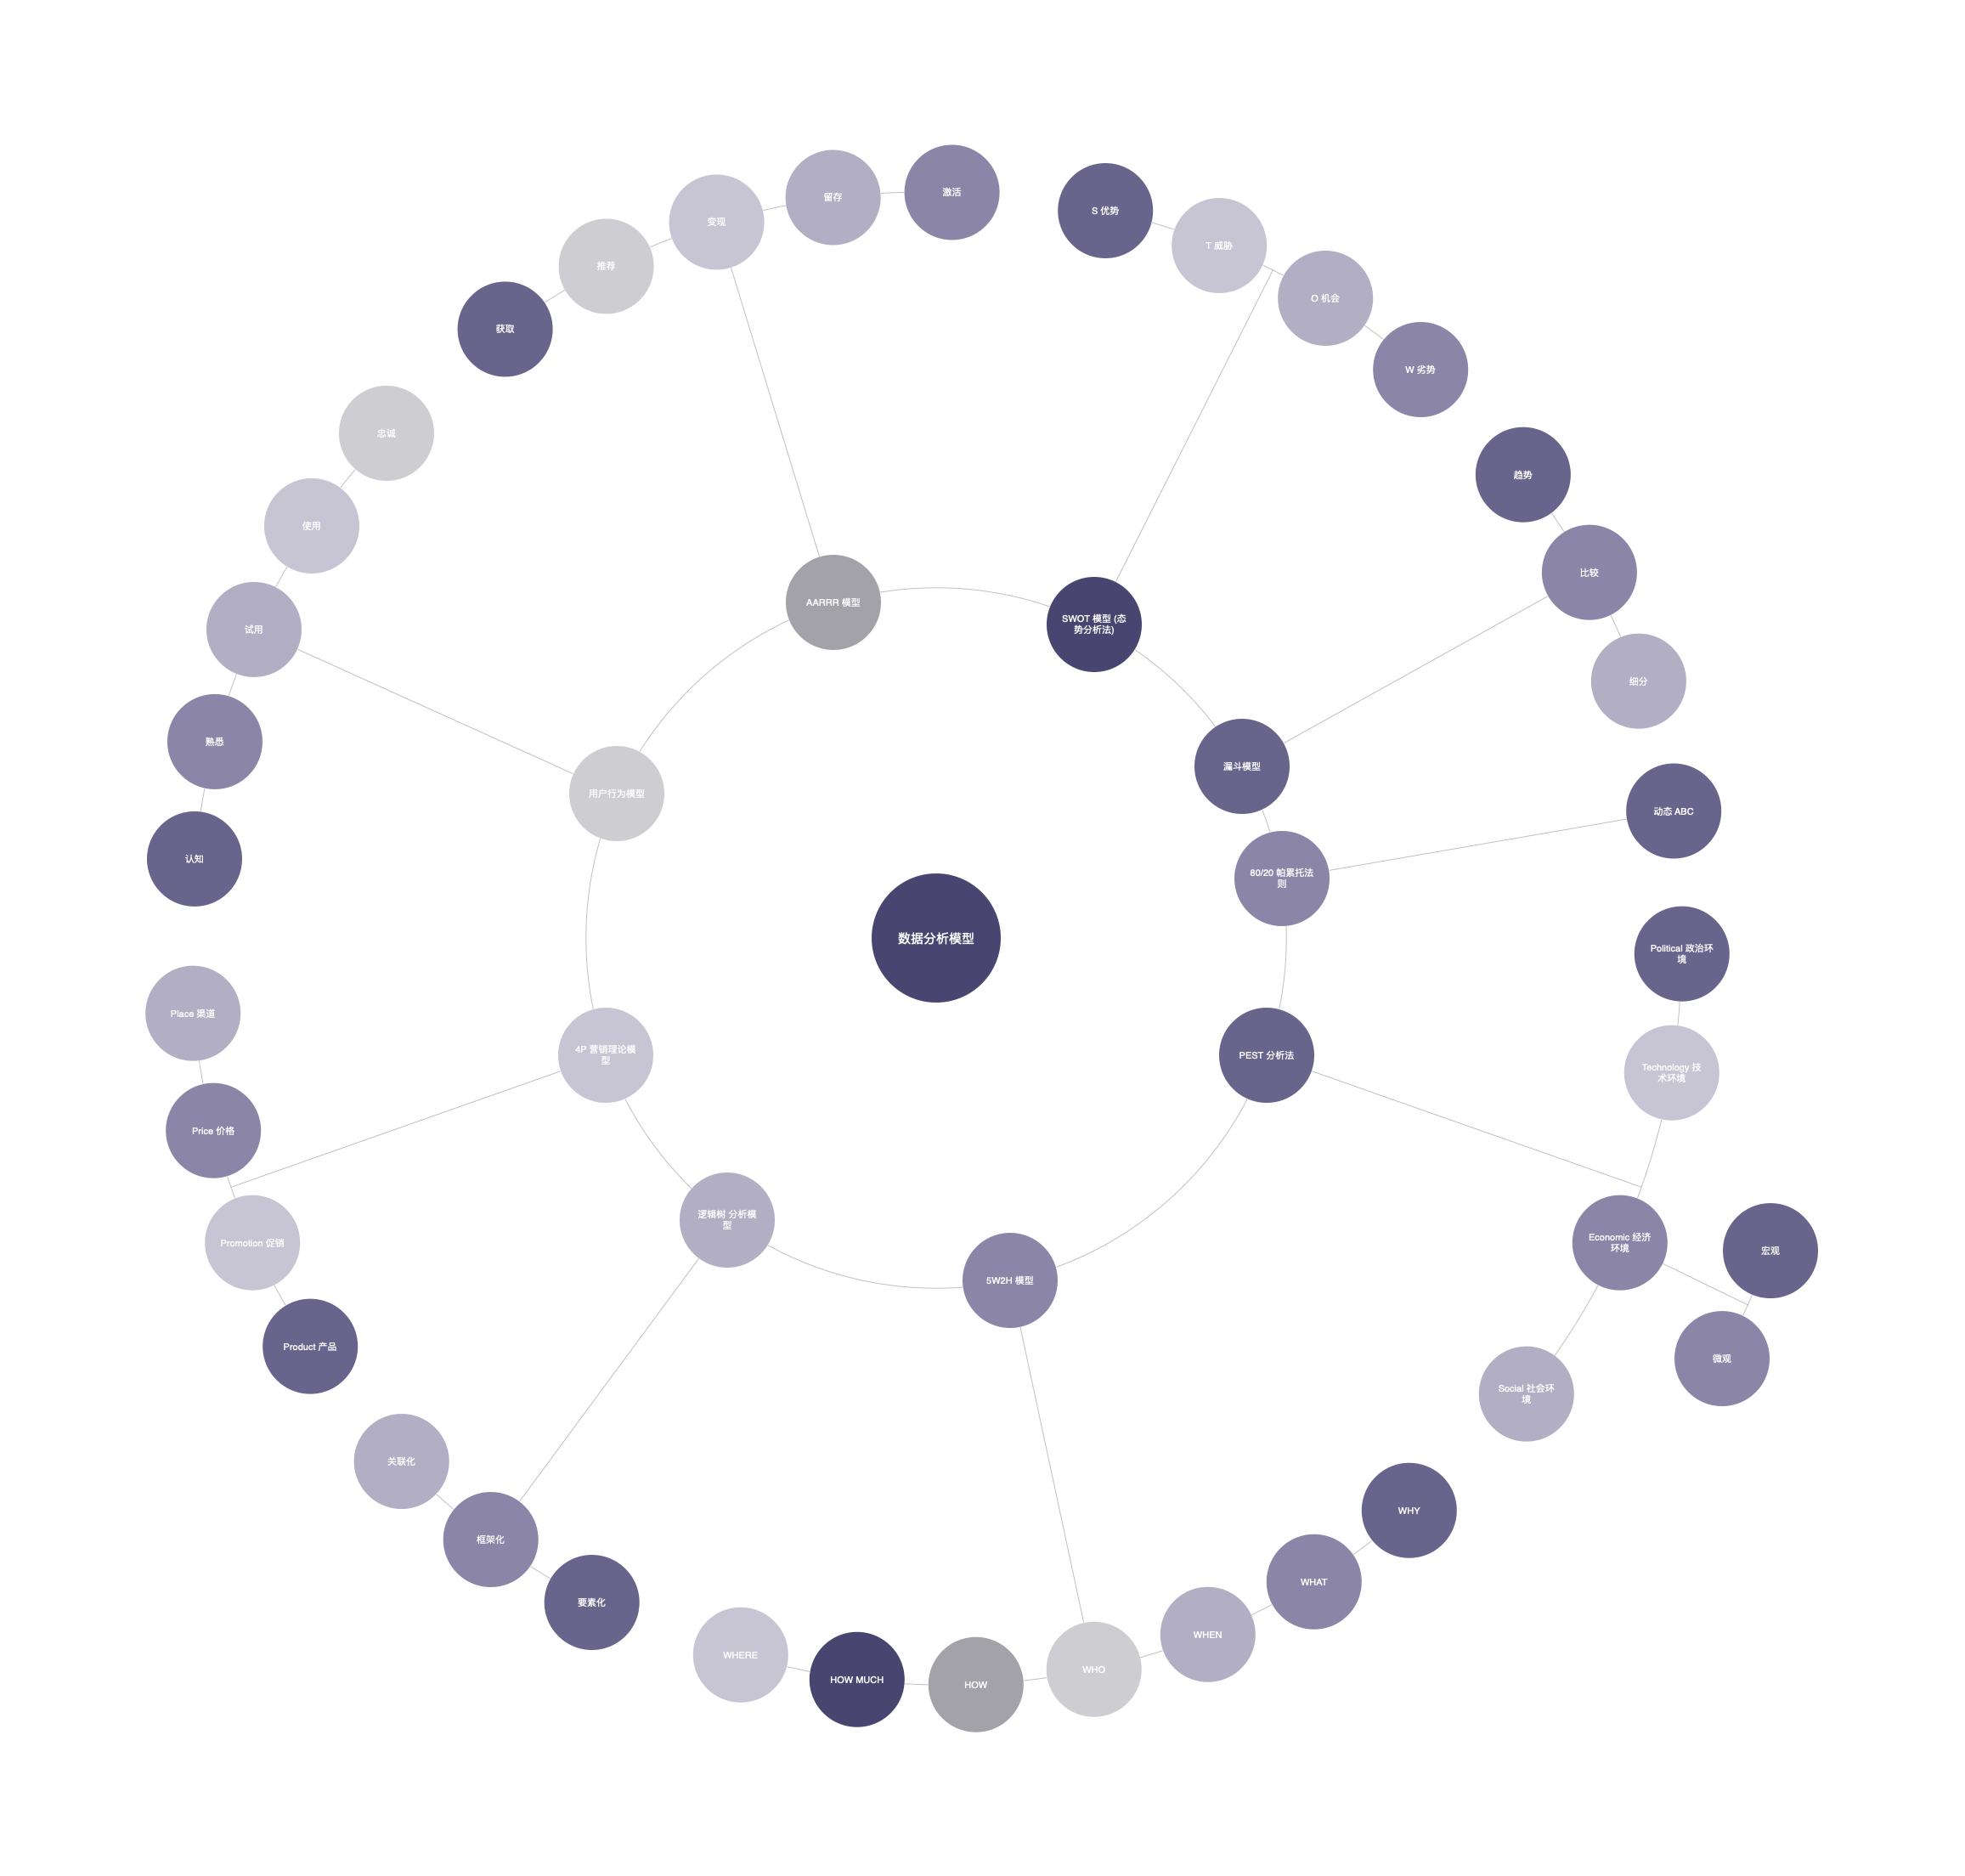 激活
留存
S 优势
变现
T 威胁
推荐
O 机会
获取
W 劣势
忠诚
趋势
使用
比较
AARRR 模型
SWOT 模型 (态
势分析法)
试用
细分
熟悉
漏斗模型
用户行为模型
动态 ABC
认知
80/20 帕累托法
则
数据分析模型
Political 政治环
境
Place 渠道
4P 营销理论模
型
PEST 分析法
Technology 技
术环境
Price 价格
逻辑树 分析模
型
Promotion 促销
Economic 经济
环境
宏观
5W2H 模型
Product 产品
微观
Social 社会环
境
关联化
WHY
框架化
WHAT
要素化
WHEN
WHERE
WHO
HOW MUCH
HOW